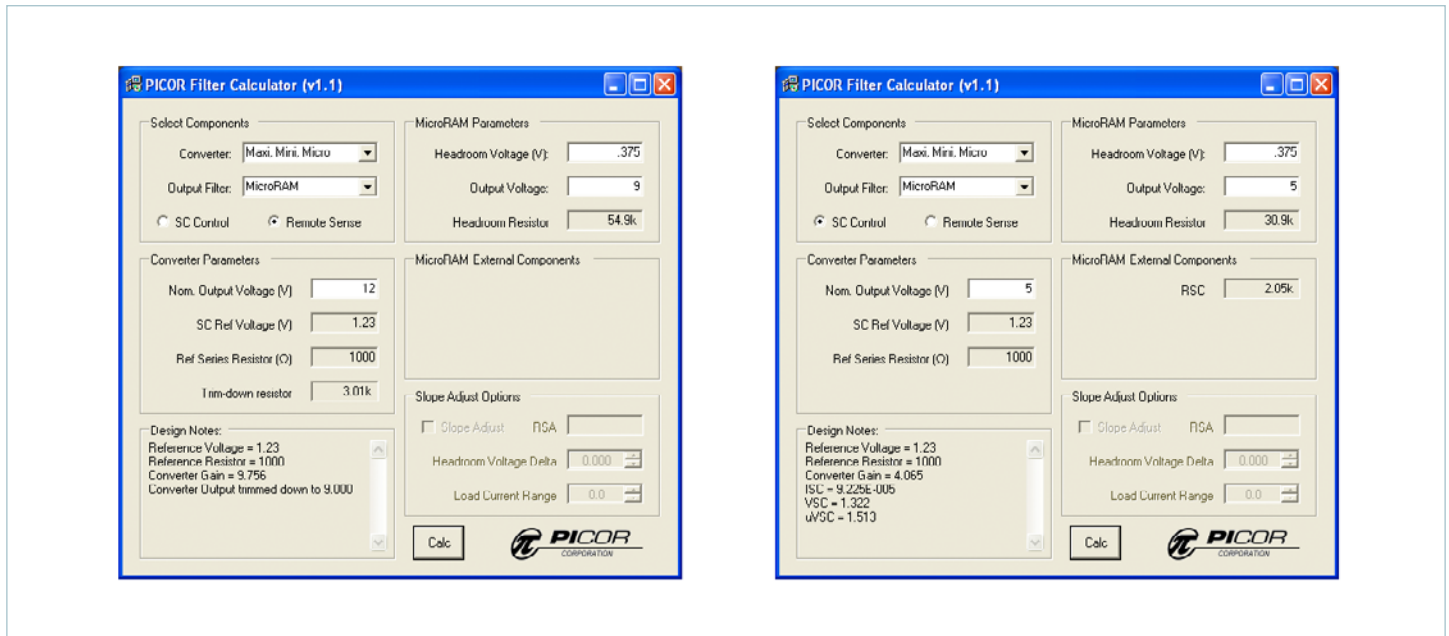 PICOR Filter Calculator (v1.1)
Select Components
Converter: Maxi, Mini, Micro
Output Filter: MicroRAM
SC Control Remote Sense
MicroRAM Parameters
Headroom Voltage (V): .375
Output Voltage: 9
Headroom Resistor 54.9k
Converter Parameters
Nom. Output Voltage (V) 12
SC Ref Voltage (V) 1.23
Ref Series Resistor (Ω) 1000
Trim-down resistor 3.01k
MicroRAM External Components
Design Notes:
Reference Voltage = 1.23
Reference Resistor = 1000
Converter Gain = 9.756
Converter Output trimmed down to 9.000
Slope Adjust Options
Slope Adjust RSA
Headroom Voltage Delta 0.000
Load Current Range 0.0
Calc
PICOR
CORPORATION
PICOR Filter Calculator (v1.1)
Select Components
Converter: Maxi, Mini, Micro
Output Filter: MicroRAM
SC Control Remote Sense
MicroRAM Parameters
Headroom Voltage (V): .375
Output Voltage: 5
Headroom Resistor 30.9k
Converter Parameters
Nom. Output Voltage (V) 5
SC Ref Voltage (V) 1.23
Ref Series Resistor (Ω) 1000
MicroRAM External Components
RSC 2.05k
Design Notes:
Reference Voltage = 1.23
Reference Resistor = 1000
Converter Gain = 4.065
ISC = 9.225E-005
VSC = 1.322
uVSC = 1.513
Slope Adjust Options
Slope Adjust RSA
Headroom Voltage Delta 0.000
Load Current Range 0.0
Calc
PICOR
CORPORATION